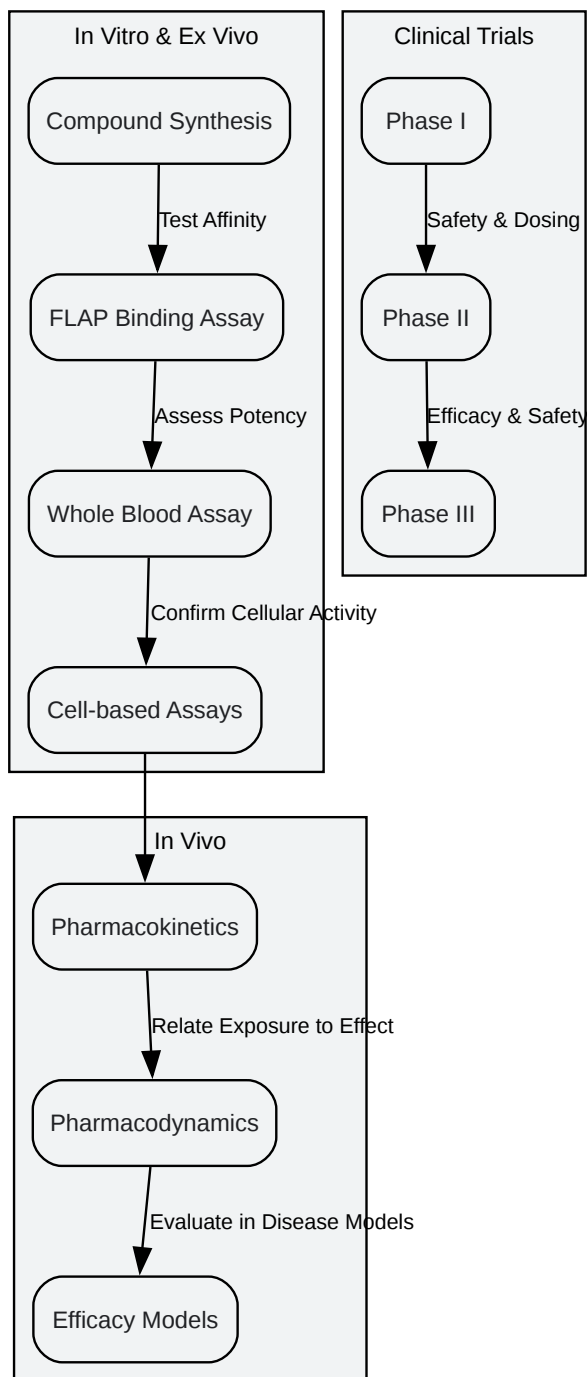 In Vitro & Ex Vivo
Compound Synthesis
Test Affinity
FLAP Binding Assay
Assess Potency
Whole Blood Assay
Confirm Cellular Activity
Cell-based Assays
In Vivo
Pharmacokinetics
Relate Exposure to Effect
Pharmacodynamics
Evaluate in Disease Models
Efficacy Models
Clinical Trials
Phase I
Safety & Dosing
Phase II
Efficacy & Safety
Phase III